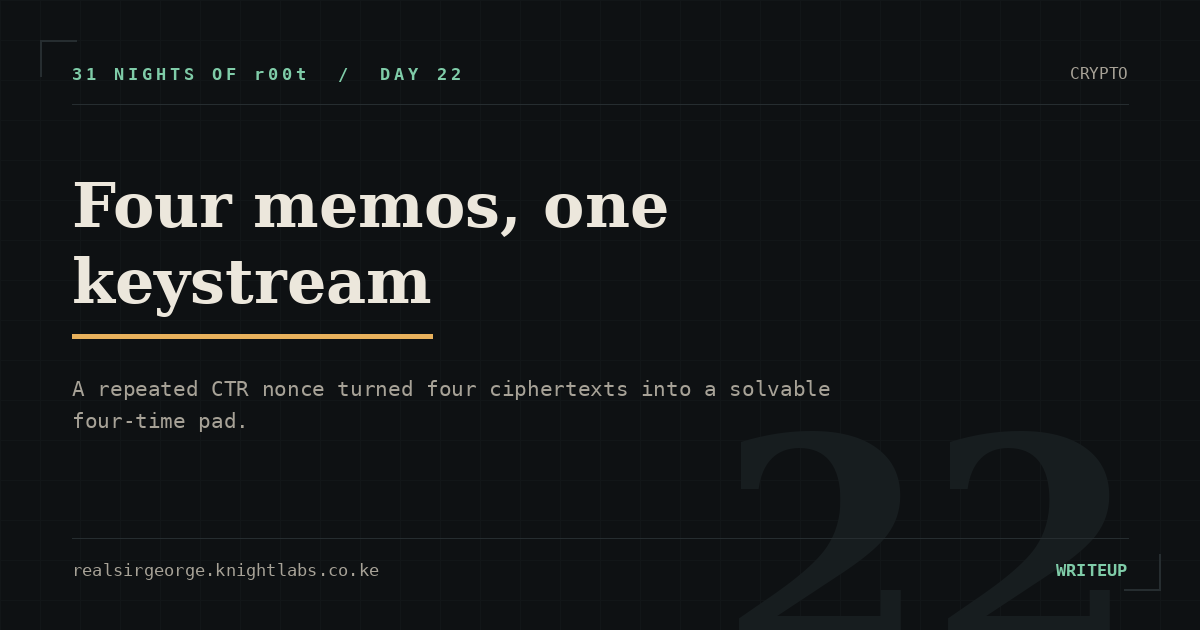 31 NIGHTS OF r00t / DAY 22
CRYPTO
Four memos, one
keystream
A repeated CTR nonce turned four ciphertexts into a solvable
four-time pad.
22
realsirgeorge.knightlabs.co.ke
WRITEUP